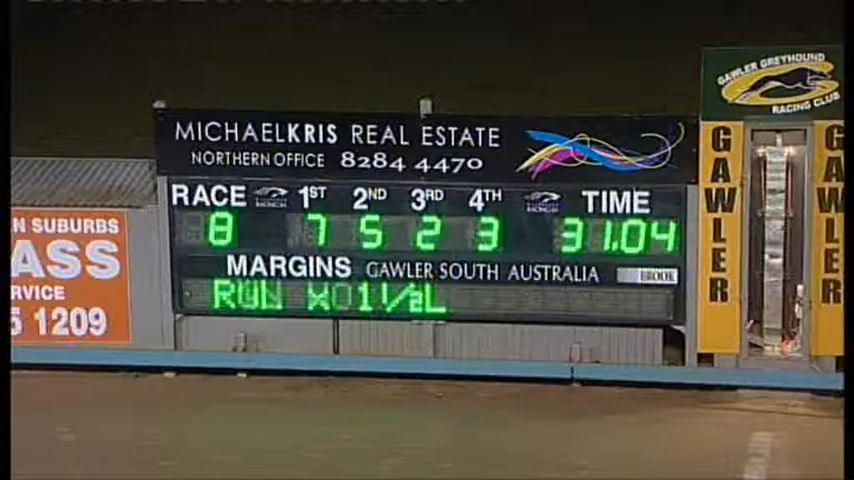 MICHAELKRIS REAL ESTATE
NORTHERN OFFICE 8284 4470
RACE 1ST 2ND 3RD 4TH TIME
8 7 5 2 3 31.04
MARGINS GAWLER SOUTH AUSTRALIA
RUN X 1 1/2L
N SUBURBS
ASS
RVICE
5 1209
GAWLER GREYHOUND
RACING CLUB
GAWLER
GAWLER